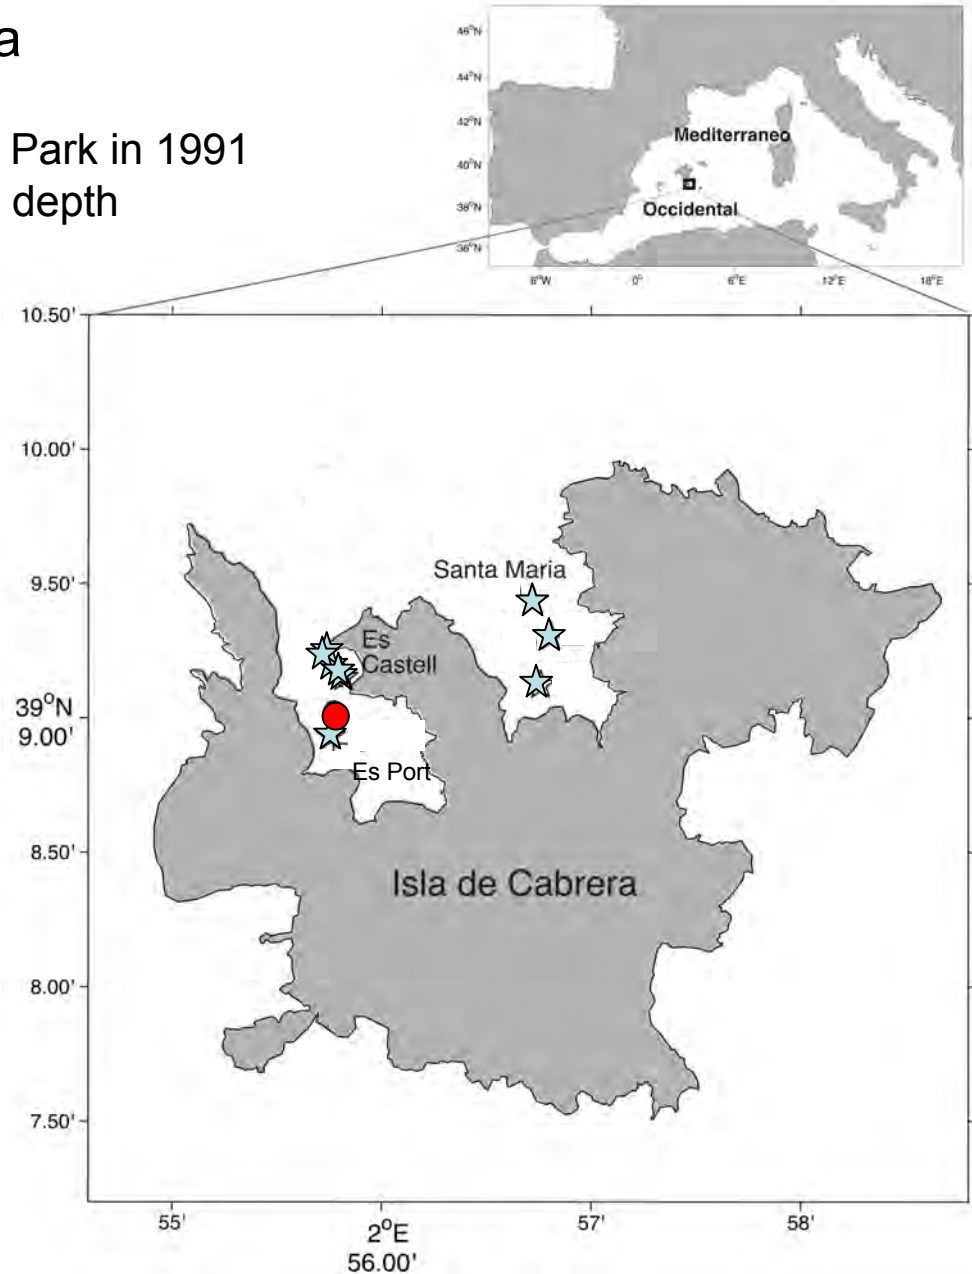 a
Park in 1991
depth
46°N
44°N
42°N
40°N
38°N
36°N
Mediterraneo
Occidental
6°W
0°
6°E
12°E
18°E
10.50'
10.00'
9.50'
39°N
9.00'
8.50'
8.00'
7.50'
Santa Maria
Es
Castell
Es Port
Isla de Cabrera
55'
2°E
56.00'
57'
58'